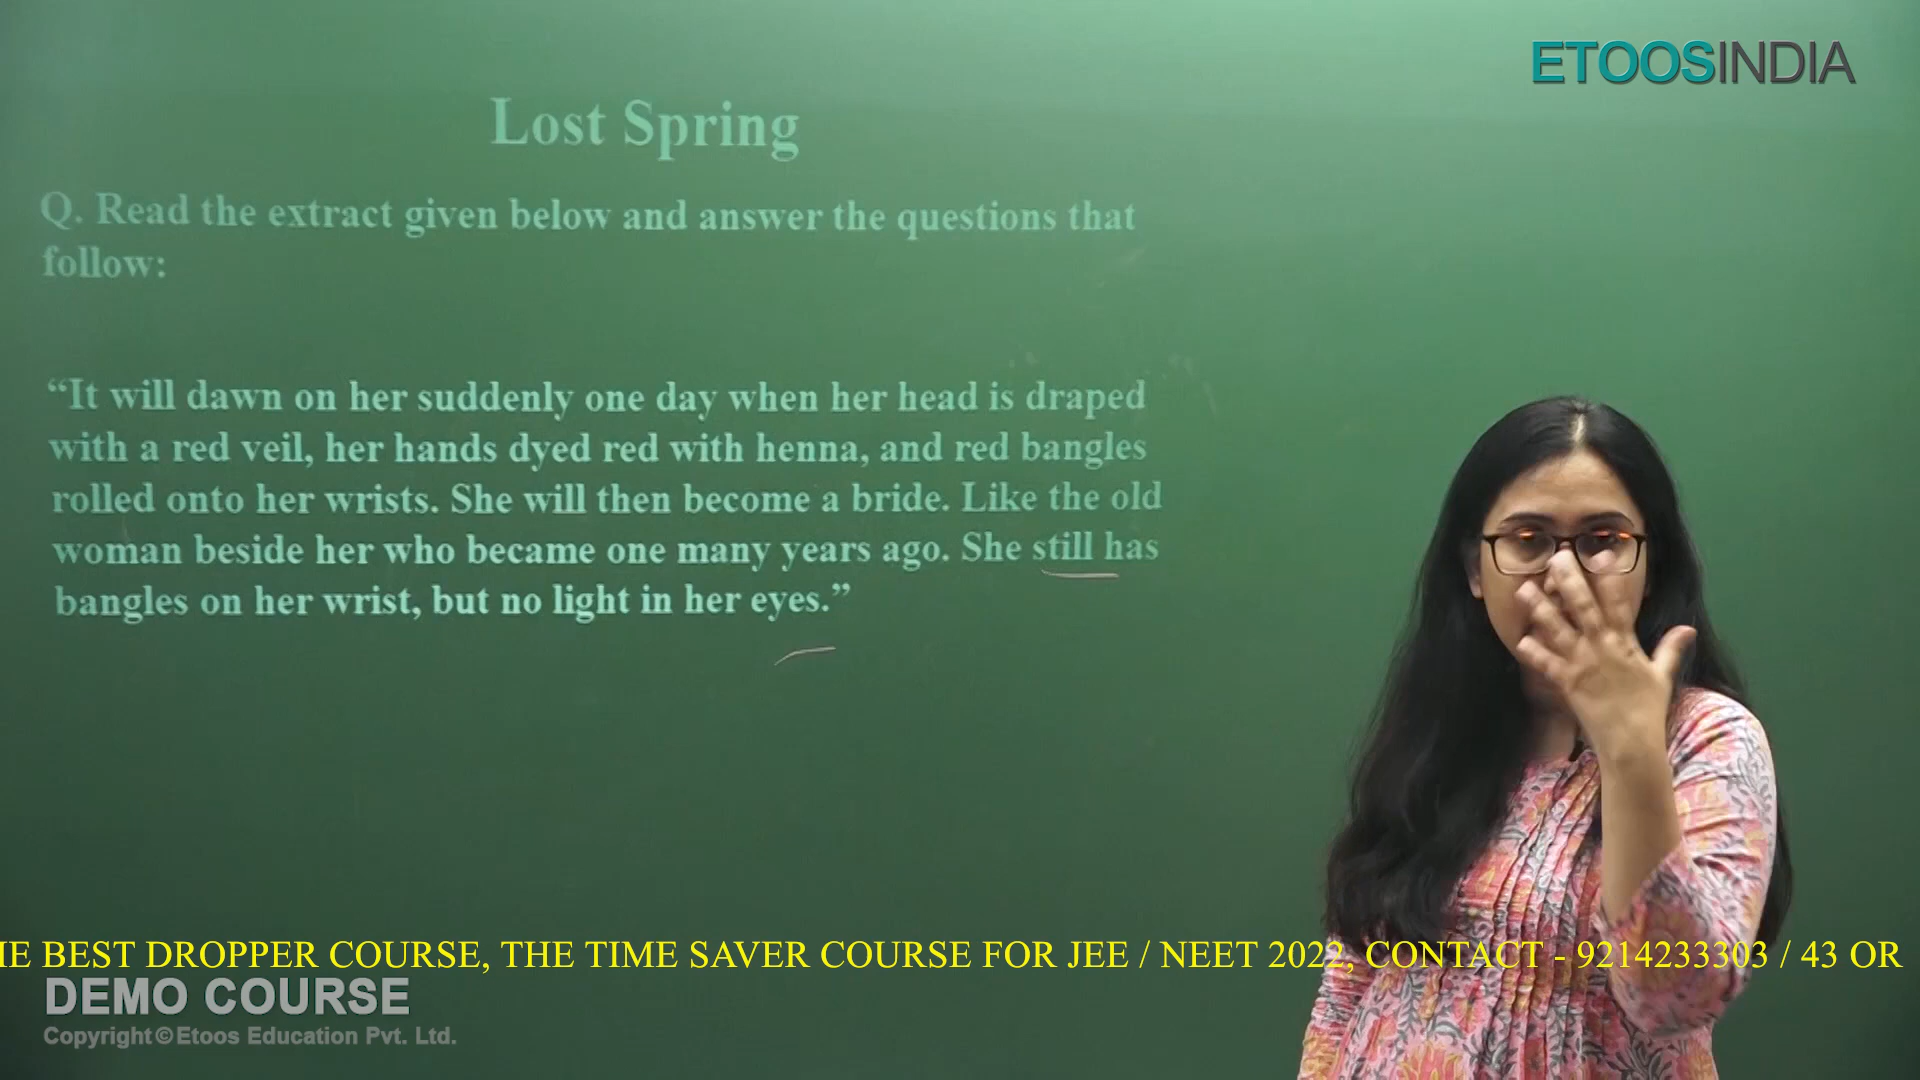 ETOOSINDIA
Lost Spring
Q. Read the extract given below and answer the questions that
follow:
“It will dawn on her suddenly one day when her head is draped
with a red veil, her hands dyed red with henna, and red bangles
rolled onto her wrists. She will then become a bride. Like the old
woman beside her who became one many years ago. She still has
bangles on her wrist, but no light in her eyes.”
BEST DROPPER COURSE, THE TIME SAVER COURSE FOR JEE / NEET 2022, CONTACT - 9214233303 / 43 OR
DEMO COURSE
Copyright © Etoos Education Pvt. Ltd.